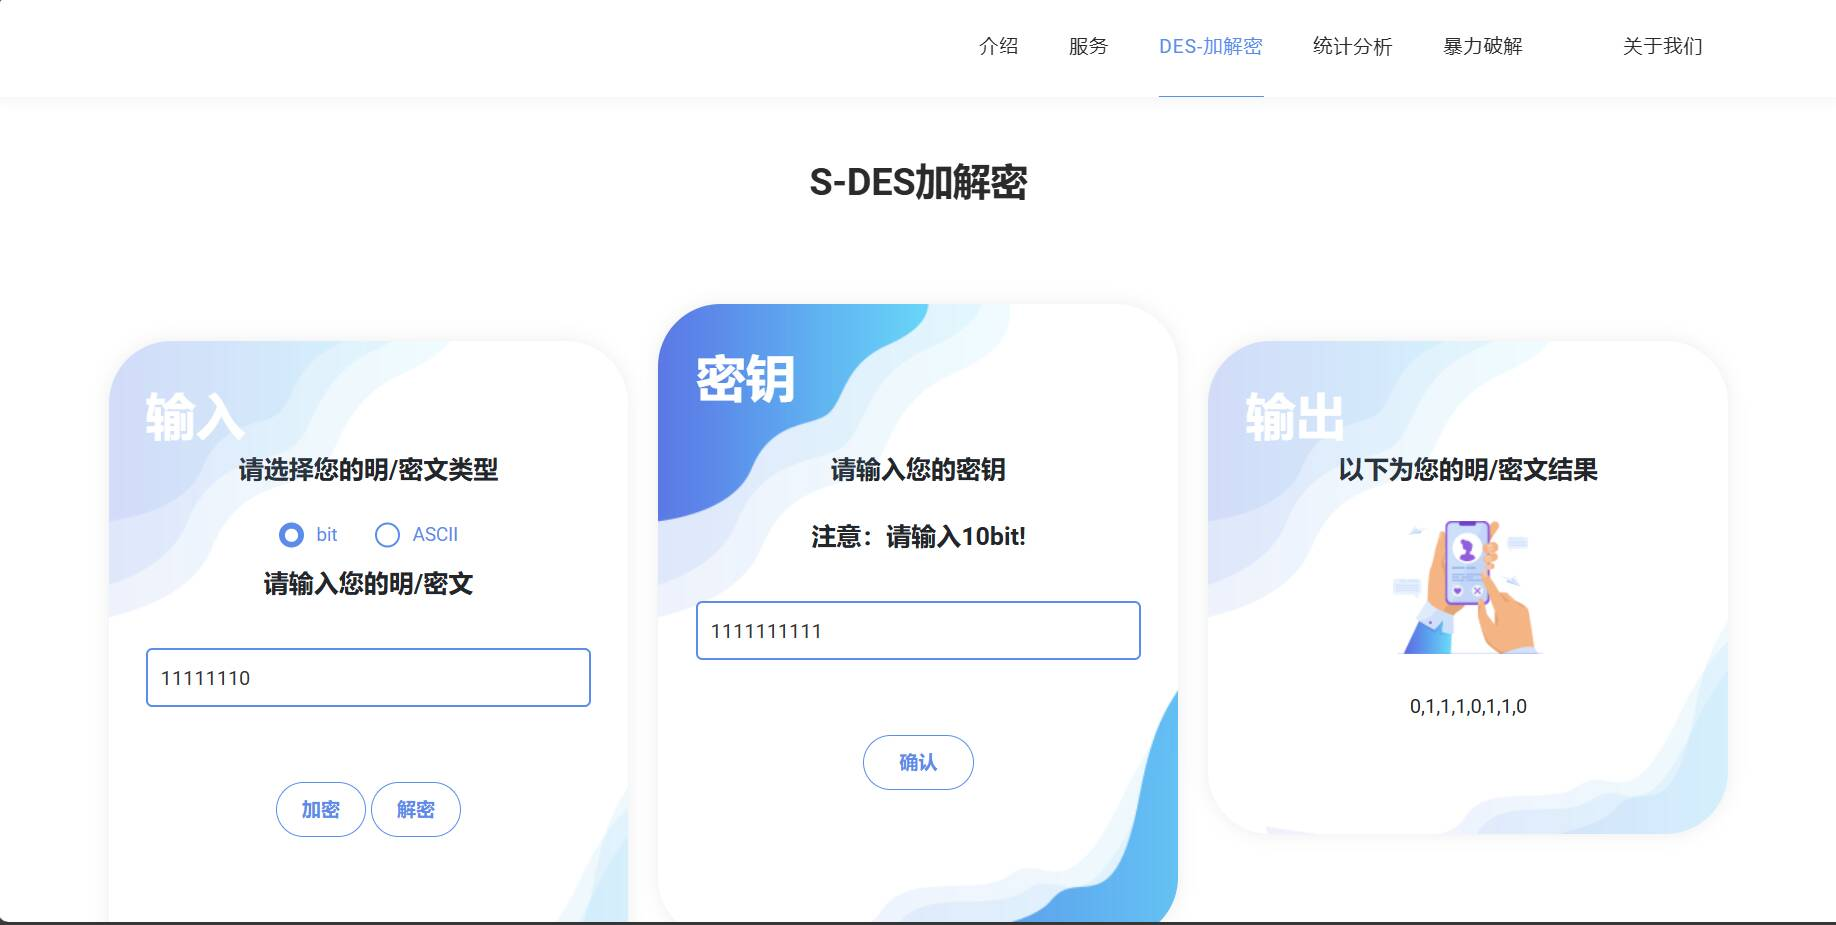 介绍 服务 DES-加解密 统计分析 暴力破解 关于我们
S-DES加解密
输入
请选择您的明/密文类型
bit ASCII
请输入您的明/密文
11111110
加密 解密
密钥
请输入您的密钥
注意：请输入10bit!
1111111111
确认
输出
以下为您的明/密文结果
0,1,1,1,0,1,1,0